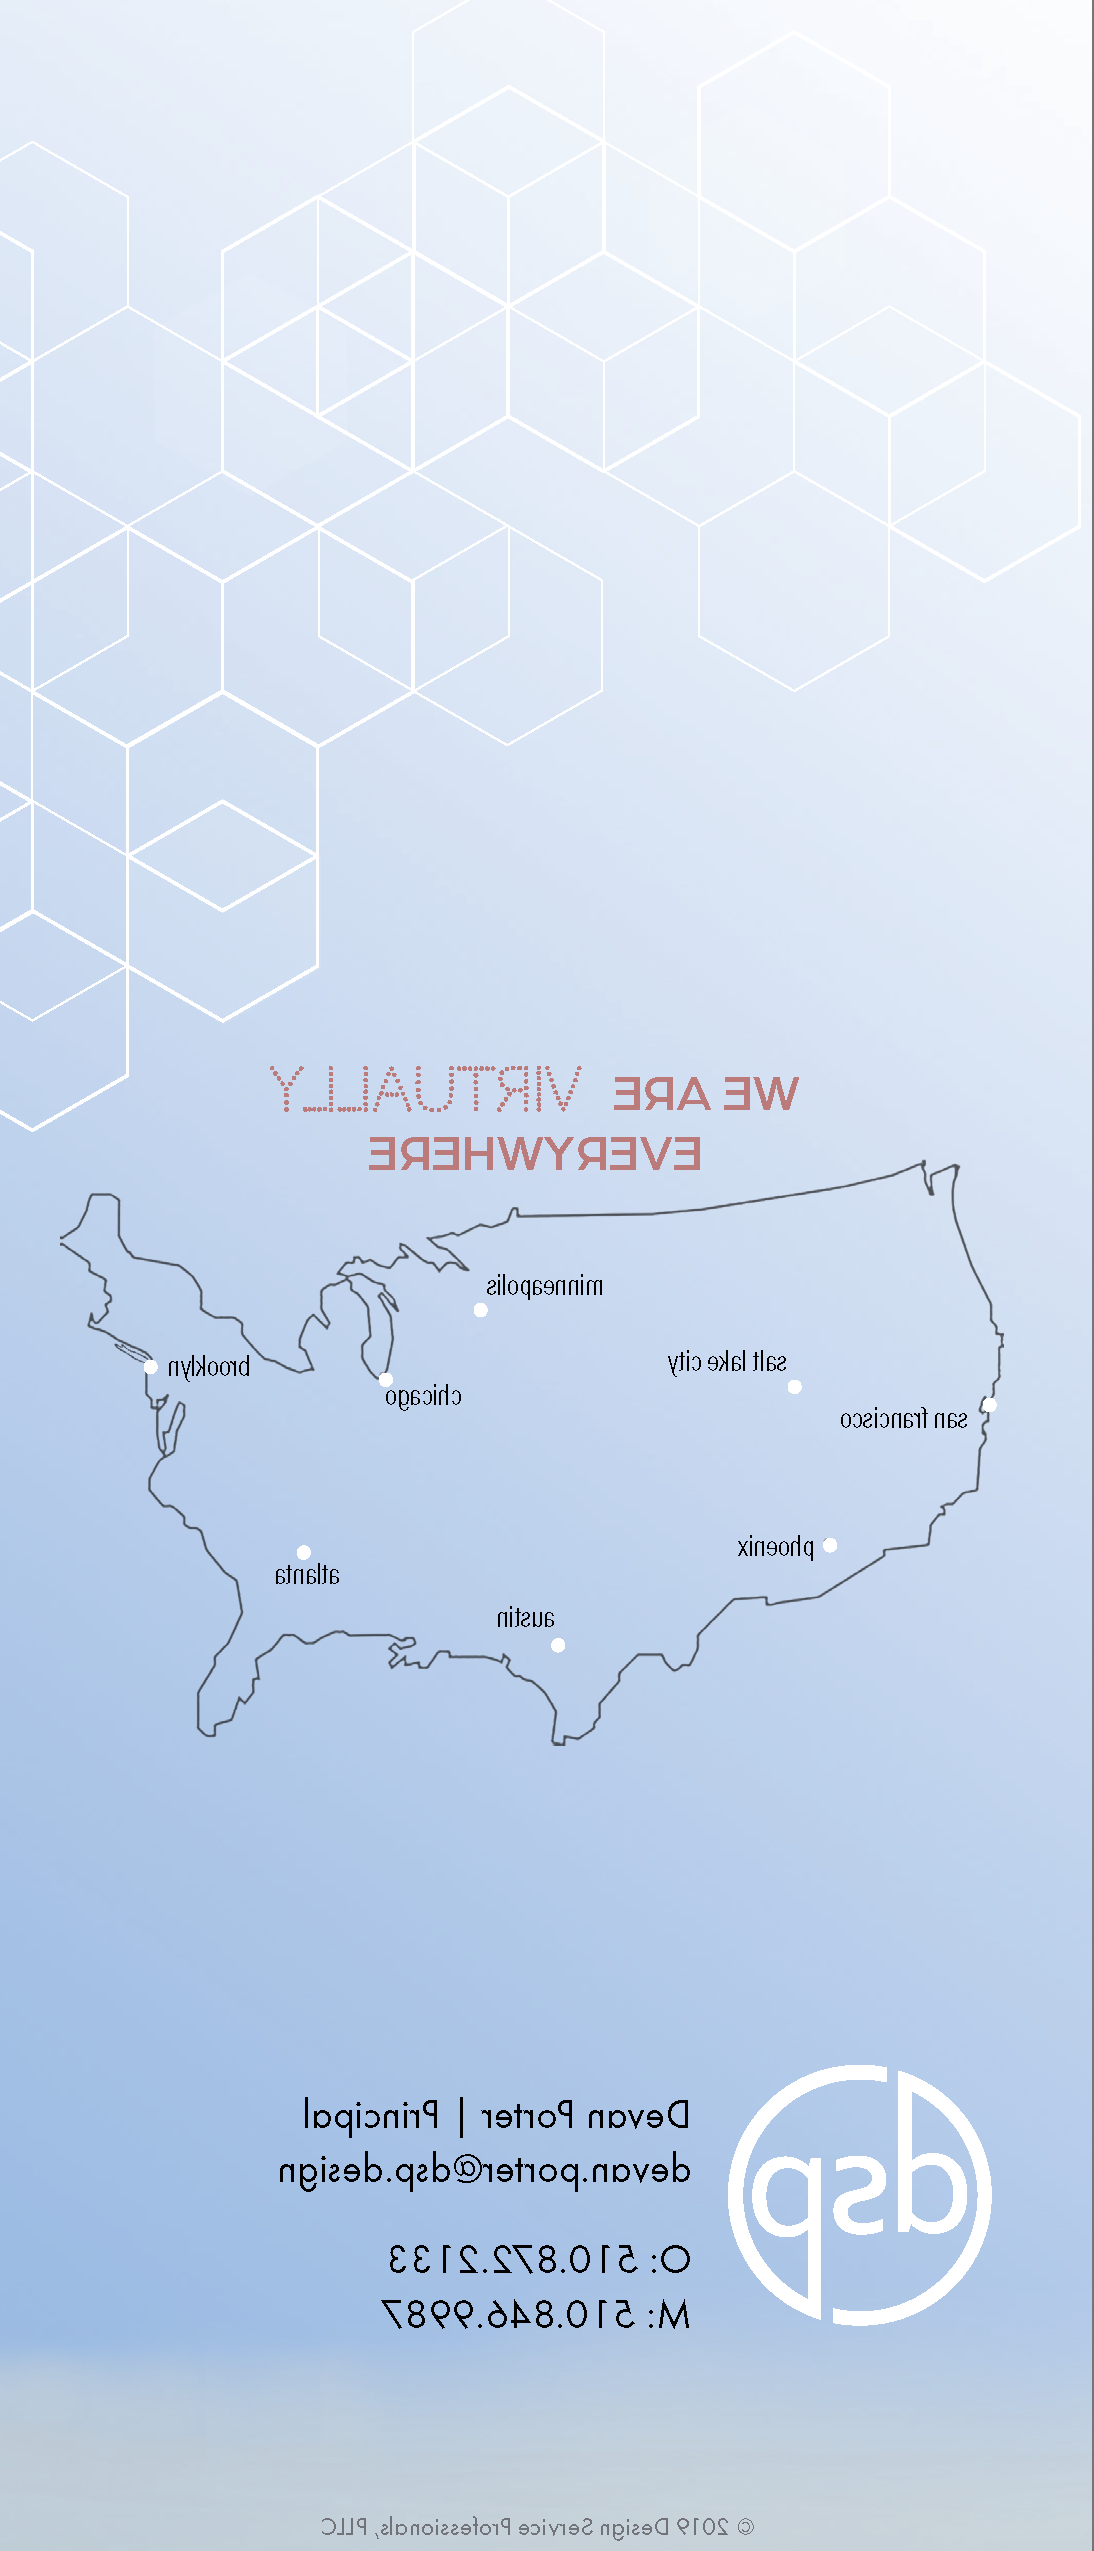 WE ARE VIRTUALLY
EVERYWHERE
minneapolis
salt lake city
brooklyn
chicago
san francisco
phoenix
atlanta
austin
dsp
Devan Porter | Principal
devan.porter@dsp.design
O: 510.872.2133
M: 510.846.9987
© 2019 Design Service Professionals, PLLC